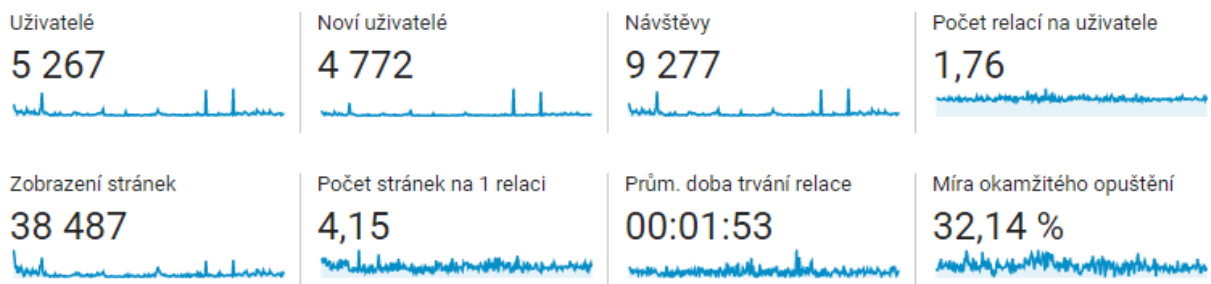 Uživatelé
5 267
Noví uživatelé
4 772
Návštěvy
9 277
Počet relací na uživatele
1,76
Zobrazení stránek
38 487
Počet stránek na 1 relaci
4,15
Prům. doba trvání relace
00:01:53
Míra okamžitého opuštění
32,14 %